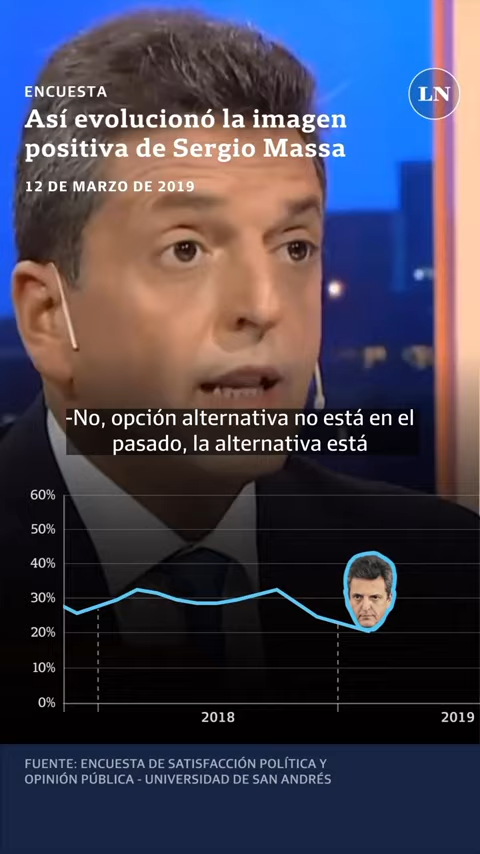 ENCUESTA
LN
Así evolucionó la imagen
positiva de Sergio Massa
12 DE MARZO DE 2019
-No, opción alternativa no está en el
pasado, la alternativa está
60%
50%
40%
30%
20%
10%
0%
2018
2019
FUENTE: ENCUESTA DE SATISFACCIÓN POLÍTICA Y
OPINIÓN PÚBLICA - UNIVERSIDAD DE SAN ANDRÉS